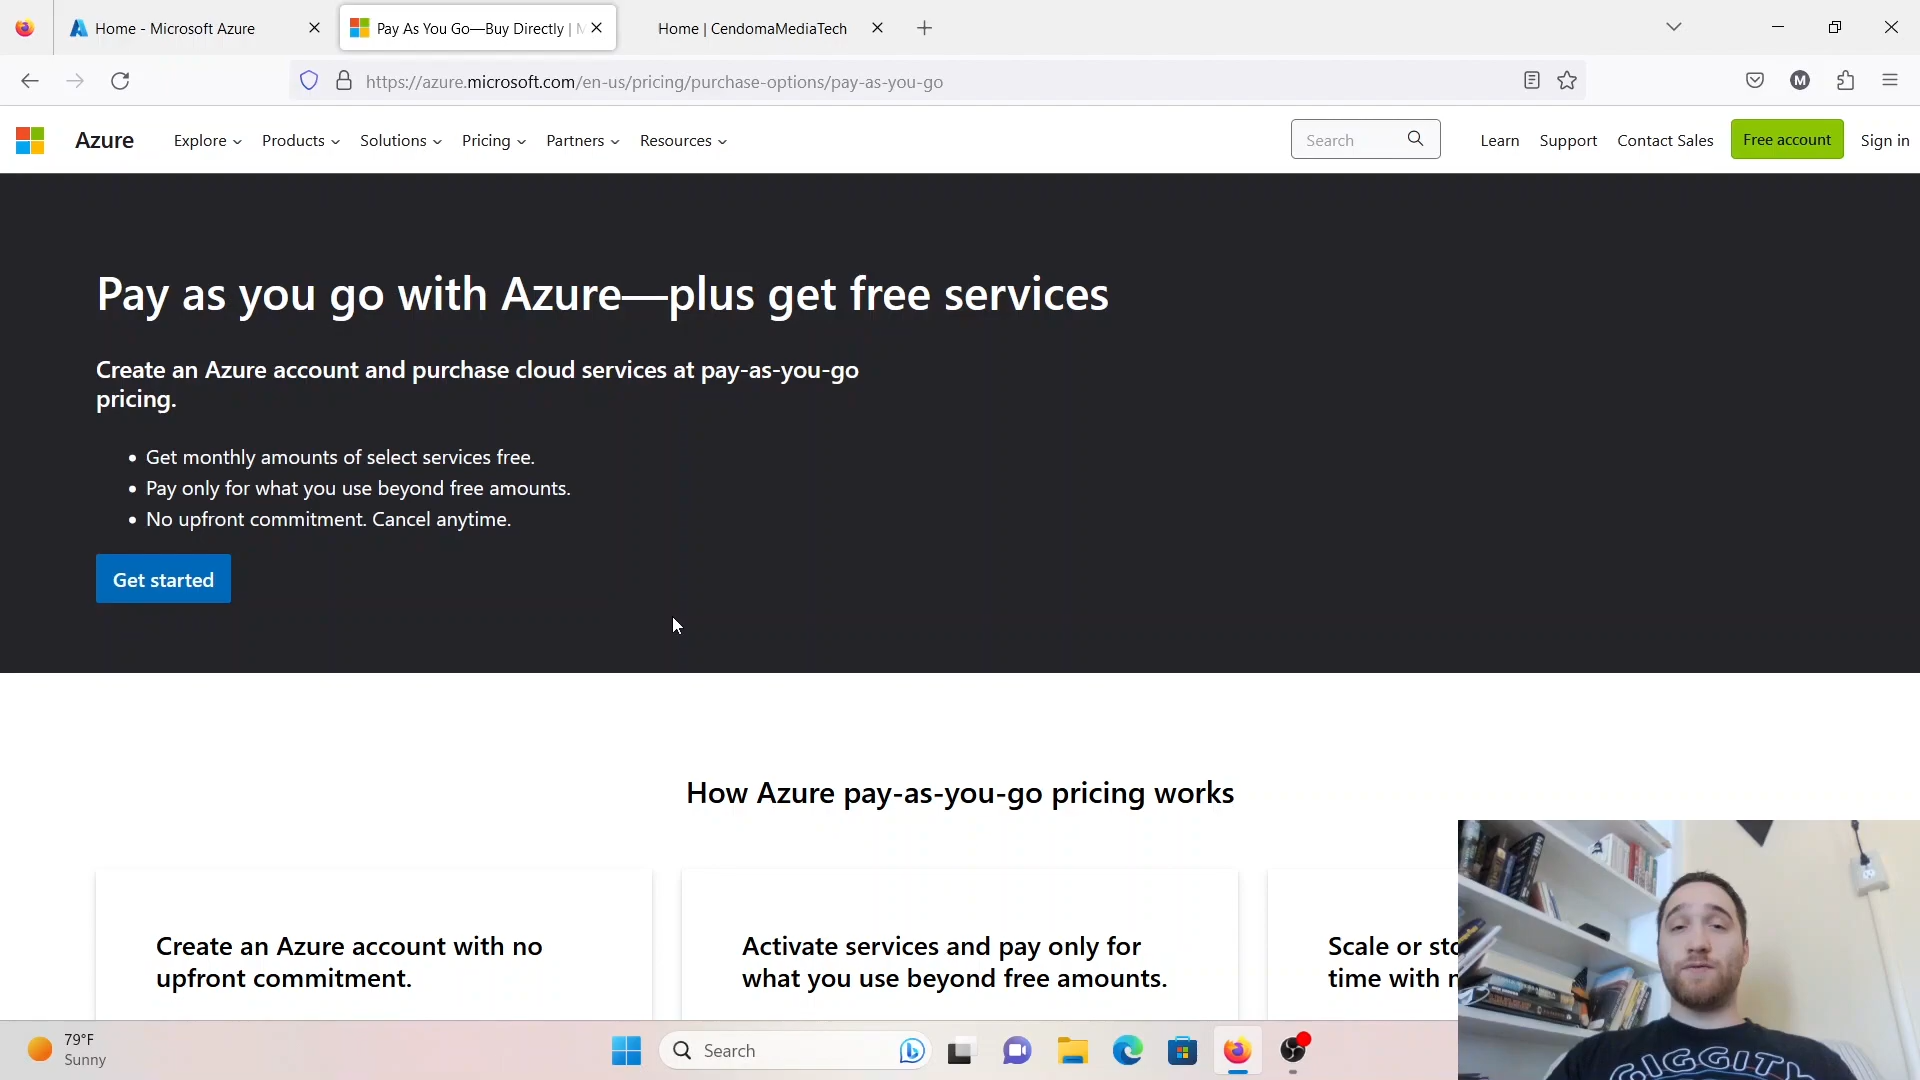 Home - Microsoft Azure
Pay As You Go—Buy Directly | M
Home | CendomaMediaTech
https://azure.microsoft.com/en-us/pricing/purchase-options/pay-as-you-go
M
Azure
Explore
Products
Solutions
Pricing
Partners
Resources
Search
Learn
Support
Contact Sales
Free account
Sign in
Pay as you go with Azure—plus get free services
Create an Azure account and purchase cloud services at pay-as-you-go
pricing.
• Get monthly amounts of select services free.
• Pay only for what you use beyond free amounts.
• No upfront commitment. Cancel anytime.
Get started
How Azure pay-as-you-go pricing works
Create an Azure account with no
upfront commitment.
Activate services and pay only for
what you use beyond free amounts.
Scale or sto
time with
GIGGITY
79°F
Sunny
Search